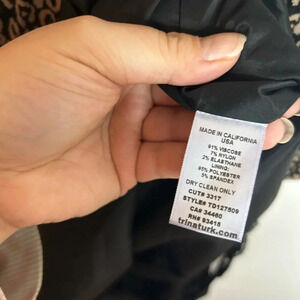 MADE IN CALIFORNIA
USA
91% VISCOSE
7% NYLON
2% ELASTHANE
LINING:
95% POLYESTER
5% SPANDEX
DRY CLEAN ONLY
CUT# 3317
STYLE# TD127509
CA# 34460
RN# 93415
trinaturk.com